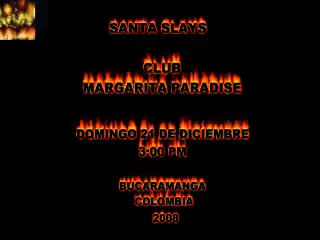 SANTA SLAYS
CLUB
MARGARITA PARADISE
DOMINGO 21 DE DICIEMBRE
3:00 PM
BUCARAMANGA
COLOMBIA
2008